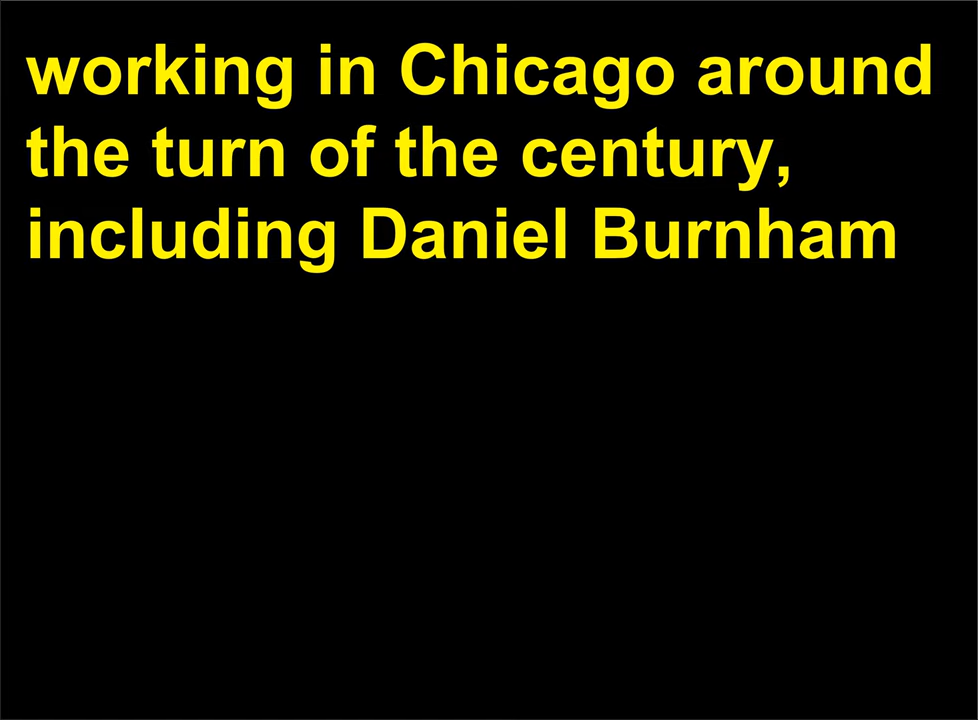 working in Chicago around
the turn of the century,
including Daniel Burnham